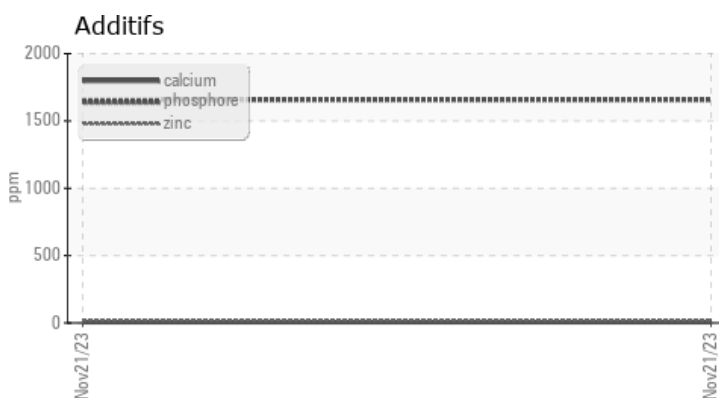 Additifs
2000
calcium
phosphore
zinc
1500
1000
500
0
ppm
Nov21/23
Nov21/23